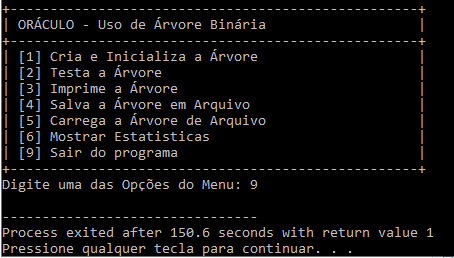 +---------------------------------------------------+
| ORÁCULO - Uso de Árvore Binária |
+---------------------------------------------------+
| [1] Cria e Inicializa a Árvore |
| [2] Testa a Árvore |
| [3] Imprime a Árvore |
| [4] Salva a Árvore em Arquivo |
| [5] Carrega a Árvore de Arquivo |
| [6] Mostrar Estatisticas |
| [9] Sair do programa |
+---------------------------------------------------+
Digite uma das Opções do Menu: 9
--------------------------------
Process exited after 150.6 seconds with return value 1
Pressione qualquer tecla para continuar. . .